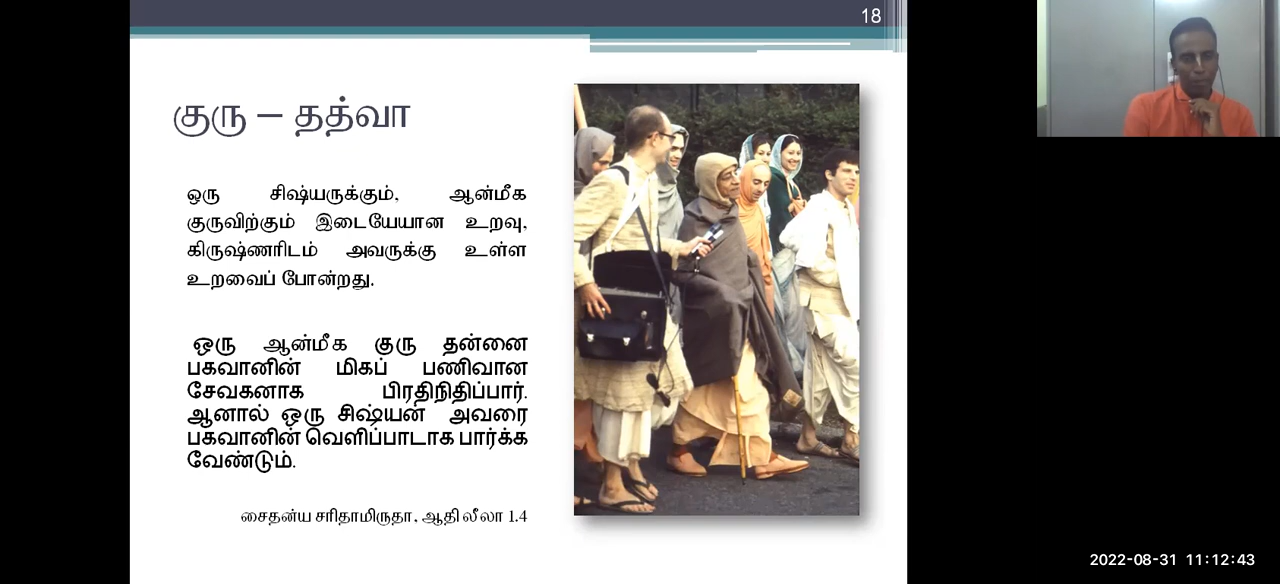 18
குரு – தத்வா
ஒரு சிஷ்யருக்கும், ஆன்மீக
குருவிற்கும் இடையேயான உறவு,
கிருஷ்ணரிடம் அவருக்கு உள்ள
உறவைப் போன்றது.
ஒரு ஆன்மீக குரு தன்னை
பகவானின் மிகப் பணிவான
சேவகனாக பிரதிநிதிப்பார்.
ஆனால் ஒரு சிஷ்யன் அவரை
பகவானின் வெளிப்பாடாக பார்க்க
வேண்டும்.
சைதன்ய சரிதாமிருதா, ஆதி லீலா 1.4
2022-08-31 11:12:43